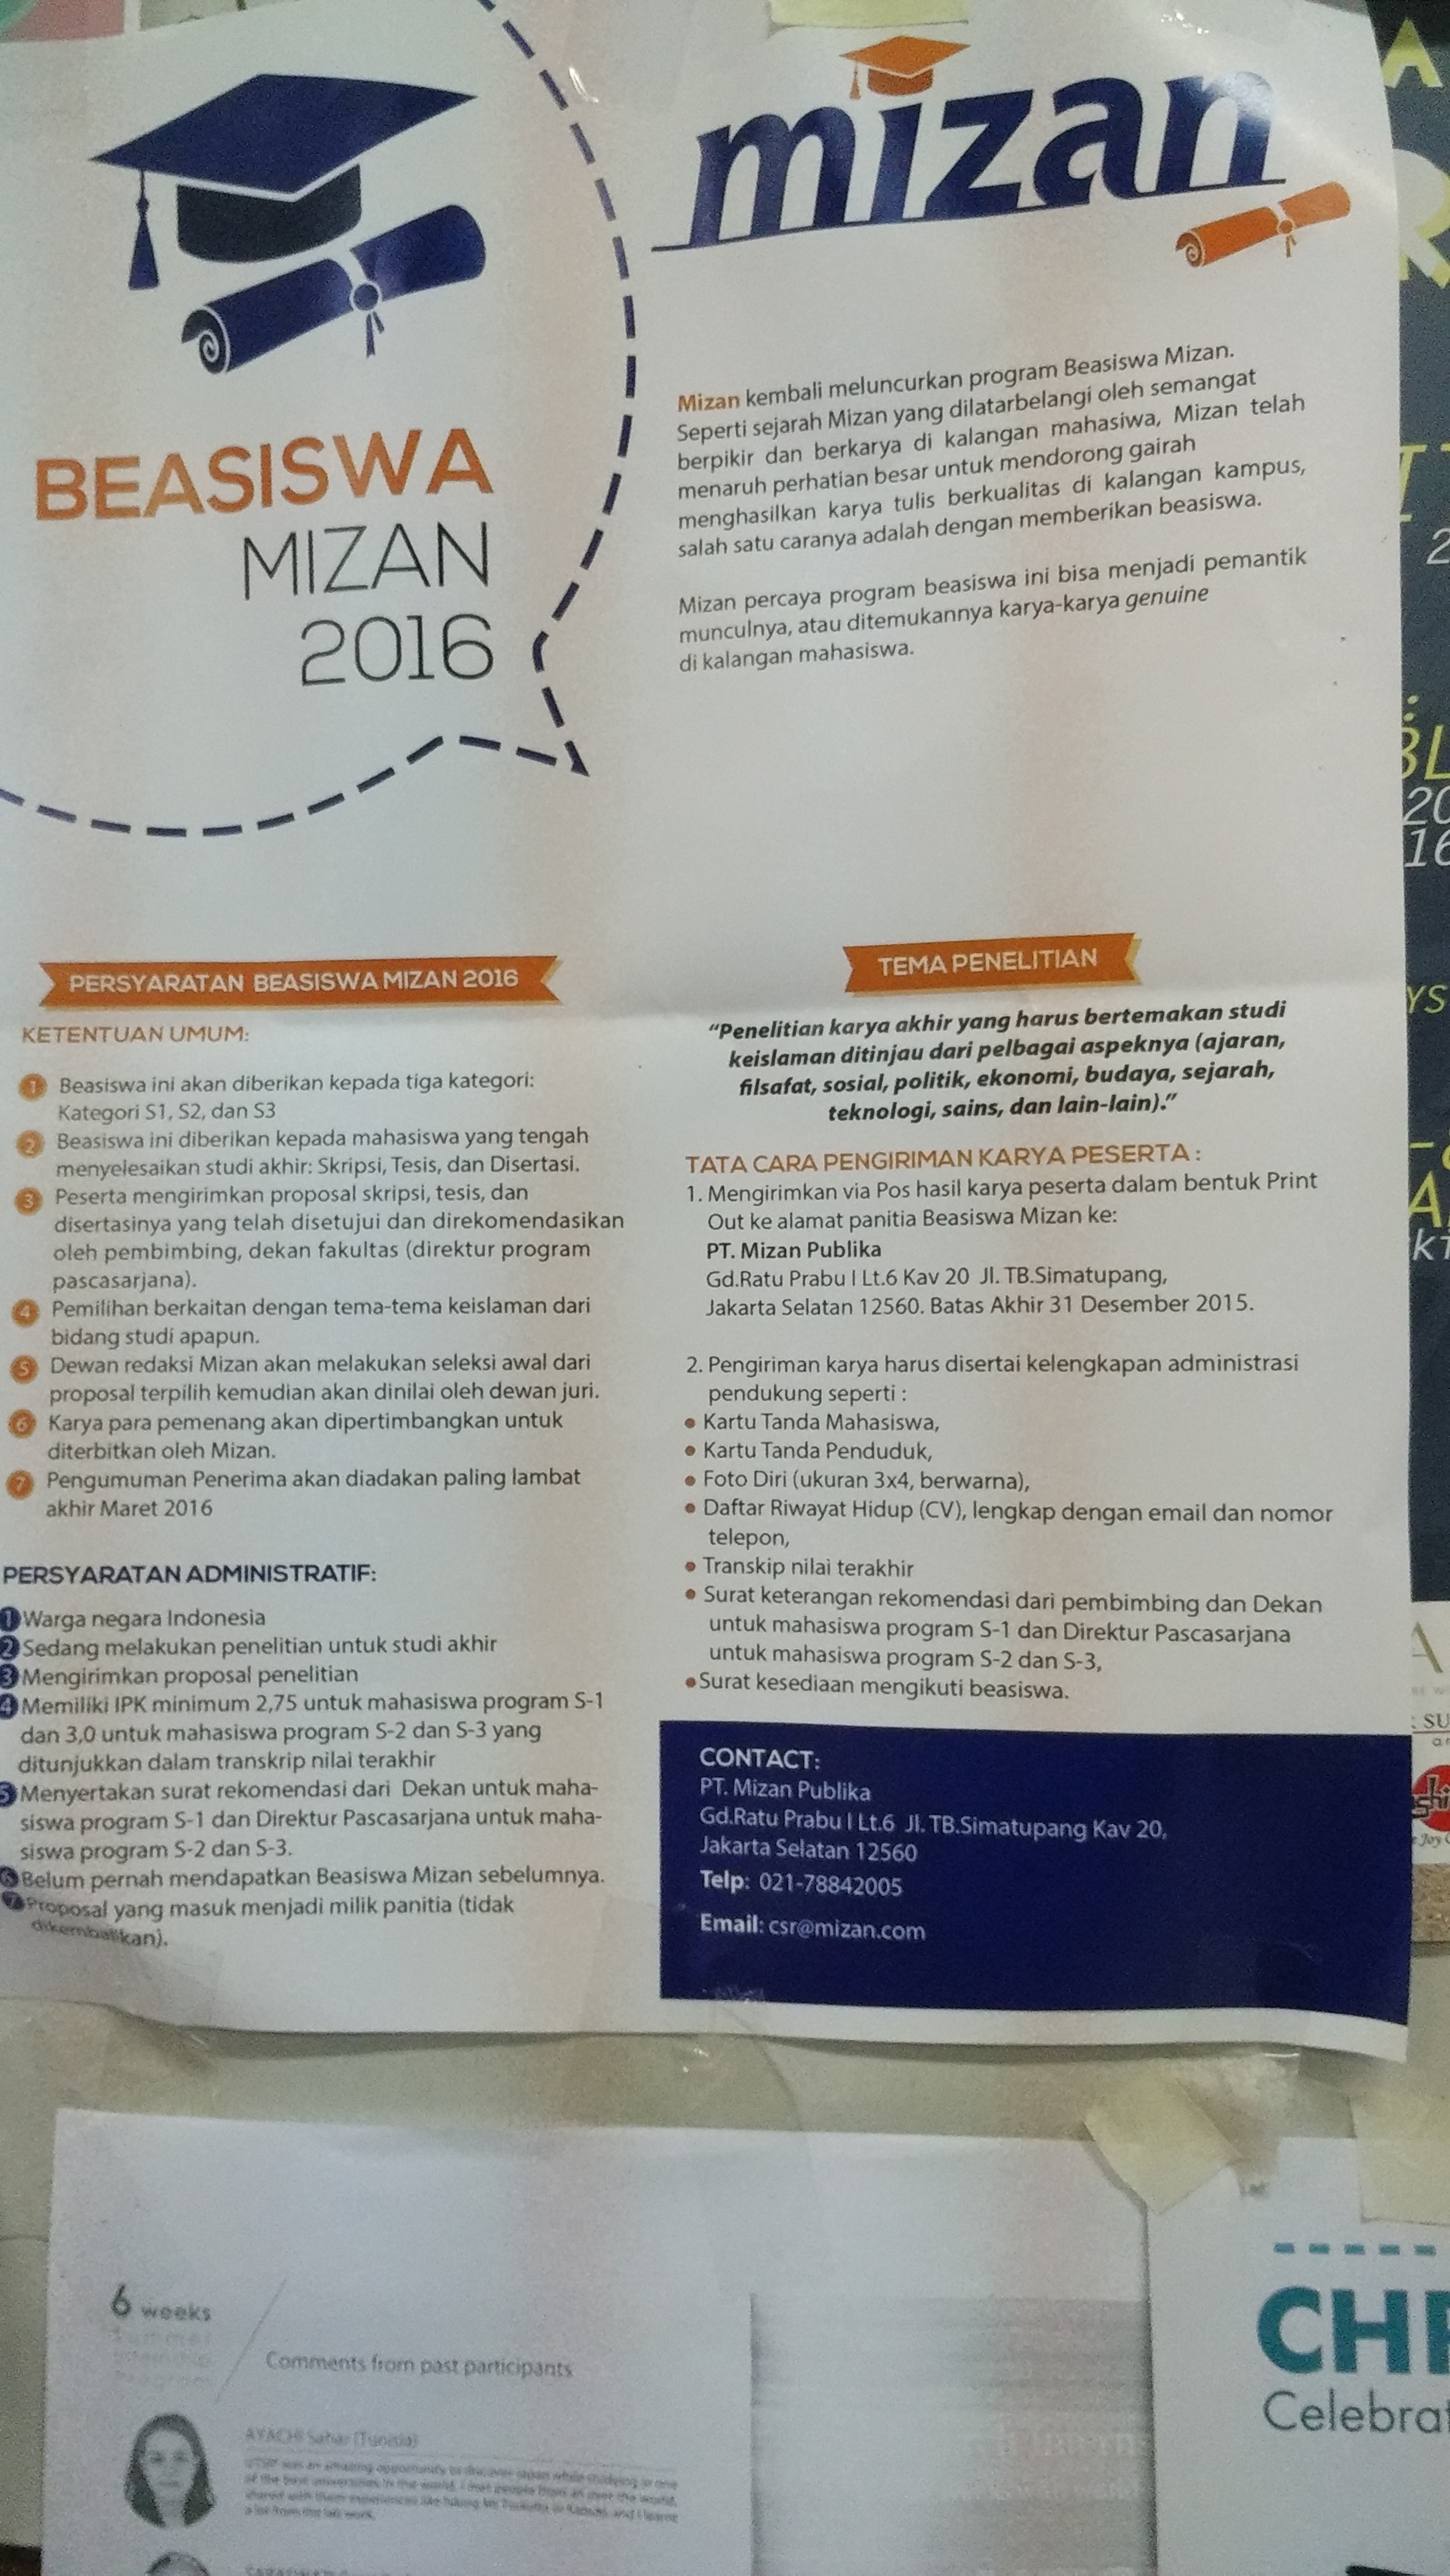 BEASISWA
MIZAN
2016
mizan
Mizan kembali meluncurkan program Beasiswa Mizan.
Seperti sejarah Mizan yang dilatarbelangi oleh semangat
berpikir dan berkarya di kalangan mahasiwa, Mizan telah
menaruh perhatian besar untuk mendorong gairah
menghasilkan karya tulis berkualitas di kalangan kampus,
salah satu caranya adalah dengan memberikan beasiswa.
Mizan percaya program beasiswa ini bisa menjadi pemantik
munculnya, atau ditemukannya karya-karya genuine
di kalangan mahasiswa.
PERSYARATAN BEASISWA MIZAN 2016
KETENTUAN UMUM:
1 Beasiswa ini akan diberikan kepada tiga kategori:
Kategori S1, S2, dan S3
2 Beasiswa ini diberikan kepada mahasiswa yang tengah
menyelesaikan studi akhir: Skripsi, Tesis, dan Disertasi.
3 Peserta mengirimkan proposal skripsi, tesis, dan
disertasinya yang telah disetujui dan direkomendasikan
oleh pembimbing, dekan fakultas (direktur program
pascasarjana).
4 Pemilihan berkaitan dengan tema-tema keislaman dari
bidang studi apapun.
5 Dewan redaksi Mizan akan melakukan seleksi awal dari
proposal terpilih kemudian akan dinilai oleh dewan juri.
6 Karya para pemenang akan dipertimbangkan untuk
diterbitkan oleh Mizan.
7 Pengumuman Penerima akan diadakan paling lambat
akhir Maret 2016
PERSYARATAN ADMINISTRATIF:
1 Warga negara Indonesia
2 Sedang melakukan penelitian untuk studi akhir
3 Mengirimkan proposal penelitian
4 Memiliki IPK minimum 2,75 untuk mahasiswa program S-1
dan 3,0 untuk mahasiswa program S-2 dan S-3 yang
ditunjukkan dalam transkrip nilai terakhir
5 Menyertakan surat rekomendasi dari Dekan untuk maha-
siswa program S-1 dan Direktur Pascasarjana untuk maha-
siswa program S-2 dan S-3.
6 Belum pernah mendapatkan Beasiswa Mizan sebelumnya.
7 Proposal yang masuk menjadi milik panitia (tidak
dikembalikan).
TEMA PENELITIAN
"Penelitian karya akhir yang harus bertemakan studi
keislaman ditinjau dari pelbagai aspeknya (ajaran,
filsafat, sosial, politik, ekonomi, budaya, sejarah,
teknologi, sains, dan lain-lain)."
TATA CARA PENGIRIMAN KARYA PESERTA :
1. Mengirimkan via Pos hasil karya peserta dalam bentuk Print
Out ke alamat panitia Beasiswa Mizan ke:
PT. Mizan Publika
Gd.Ratu Prabu I Lt.6 Kav 20 Jl. TB.Simatupang,
Jakarta Selatan 12560. Batas Akhir 31 Desember 2015.
2. Pengiriman karya harus disertai kelengkapan administrasi
pendukung seperti :
• Kartu Tanda Mahasiswa,
• Kartu Tanda Penduduk,
• Foto Diri (ukuran 3x4, berwarna),
• Daftar Riwayat Hidup (CV), lengkap dengan email dan nomor
telepon,
• Transkip nilai terakhir
• Surat keterangan rekomendasi dari pembimbing dan Dekan
untuk mahasiswa program S-1 dan Direktur Pascasarjana
untuk mahasiswa program S-2 dan S-3,
• Surat kesediaan mengikuti beasiswa.
CONTACT:
PT. Mizan Publika
Gd.Ratu Prabu I Lt.6 Jl. TB.Simatupang Kav 20,
Jakarta Selatan 12560
Telp: 021-78842005
Email: csr@mizan.com
6 weeks
Comments from past participants
AYACHI Sahar (Tunisia)
CH
Celebra